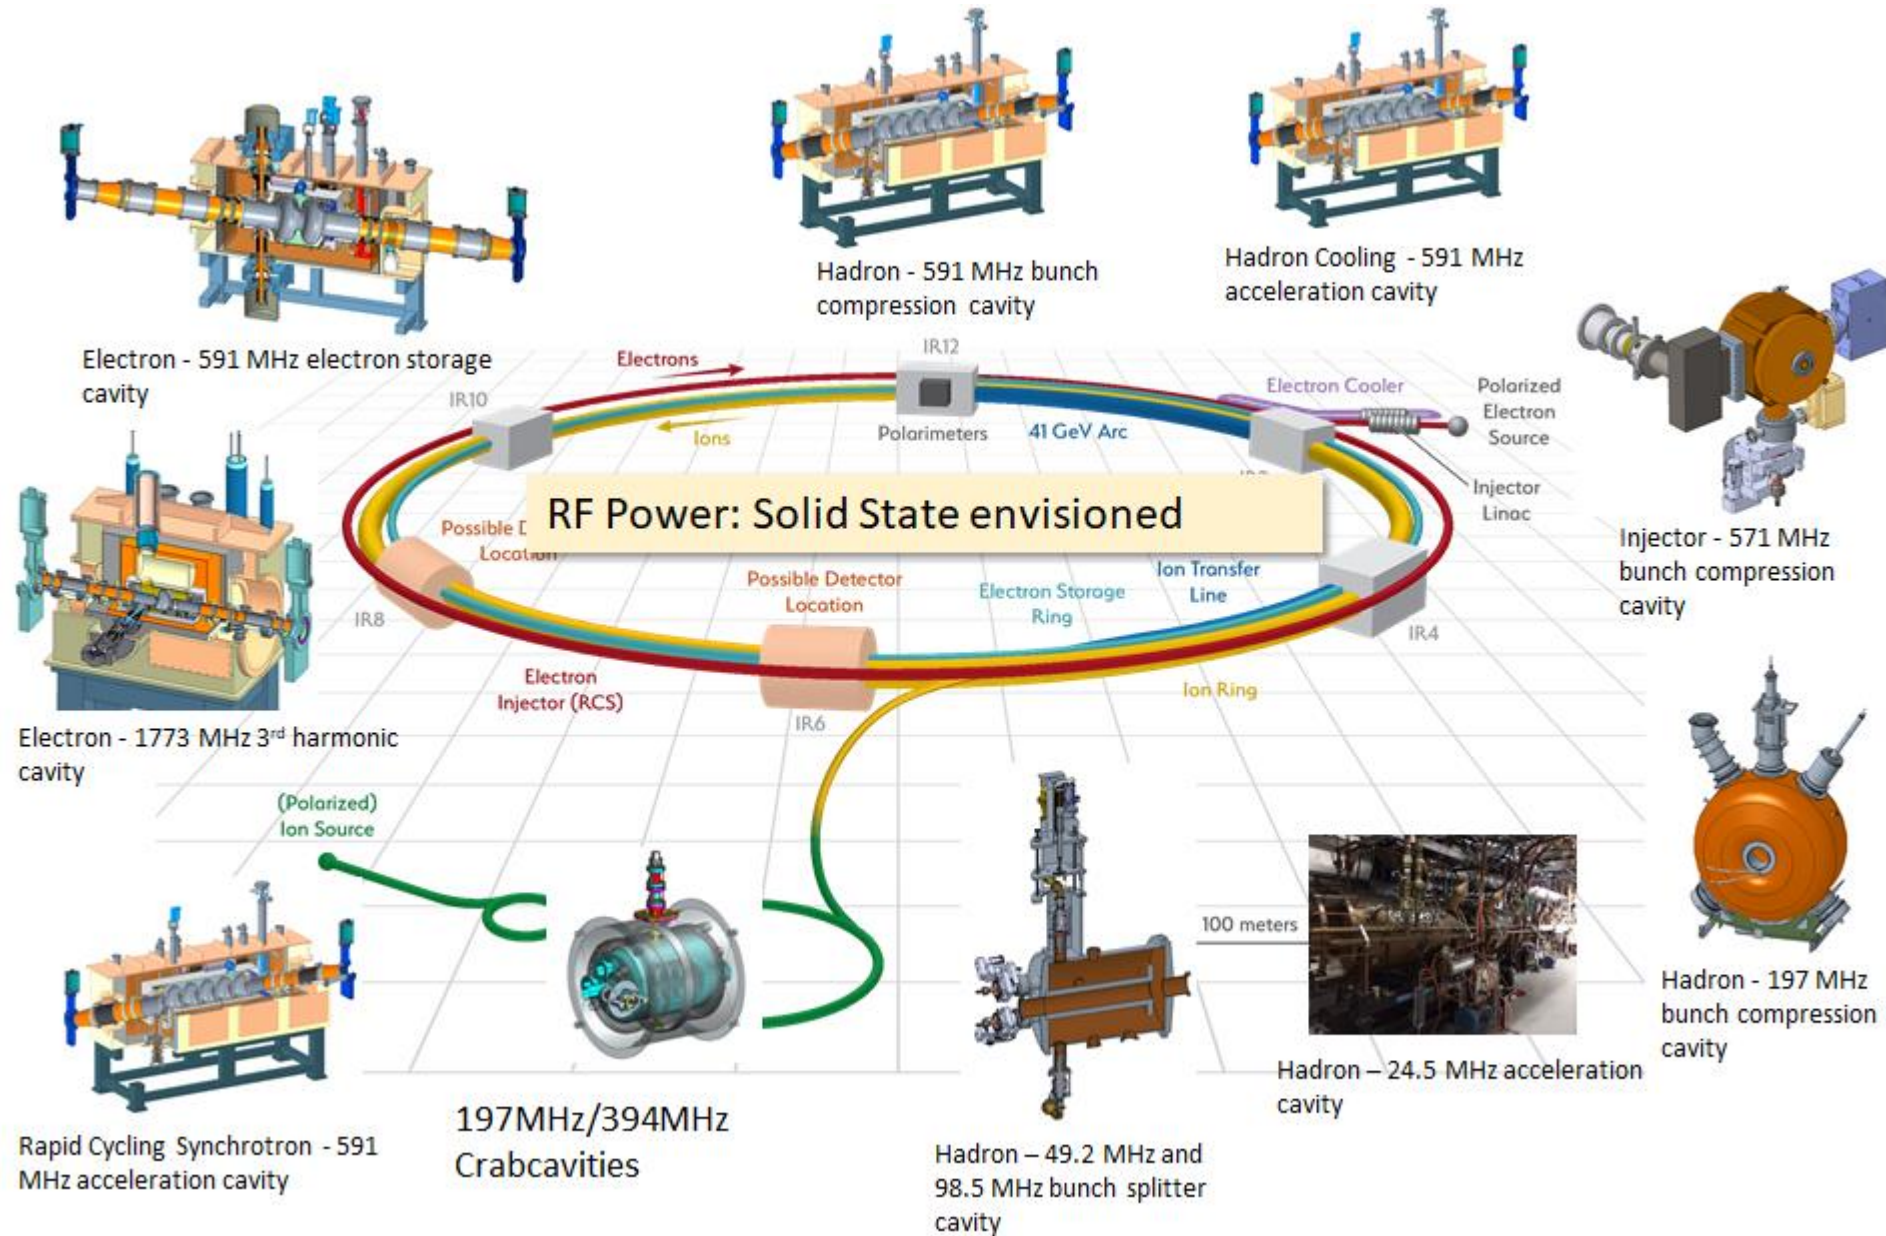 Hadron - 591 MHz bunch
compression cavity
Hadron Cooling - 591 MHz
acceleration cavity
Electron - 591 MHz electron storage
cavity
Electrons
IR12
IR10
Ions
Polarimeters
41 GeV Arc
Electron Cooler
Polarized
Electron
Source
Injector
Linac
RF Power: Solid State envisioned
Possible
Location
Injector - 571 MHz
bunch compression
cavity
Possible Detector
Location
Electron Storage
Ring
Ion Transfer
Line
IR8
IR4
Electron
Injector (RCS)
IR6
Ion Ring
Electron - 1773 MHz 3rd harmonic
cavity
(Polarized)
Ion Source
100 meters
Hadron - 197 MHz
bunch compression
cavity
Hadron – 24.5 MHz acceleration
cavity
197MHz/394MHz
Crabcavities
Rapid Cycling Synchrotron - 591
MHz acceleration cavity
Hadron – 49.2 MHz and
98.5 MHz bunch splitter
cavity